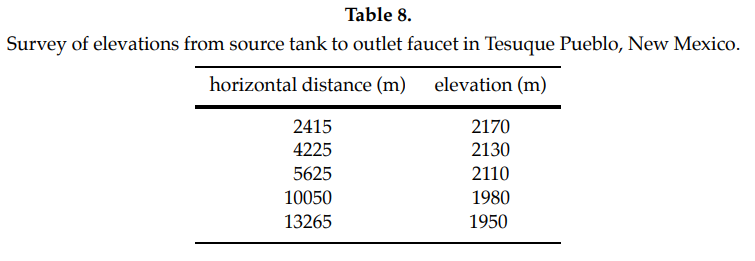 Table 8.
Survey of elevations from source tank to outlet faucet in Tesuque Pueblo, New Mexico.
horizontal distance (m) elevation (m)
2415 2170
4225 2130
5625 2110
10050 1980
13265 1950